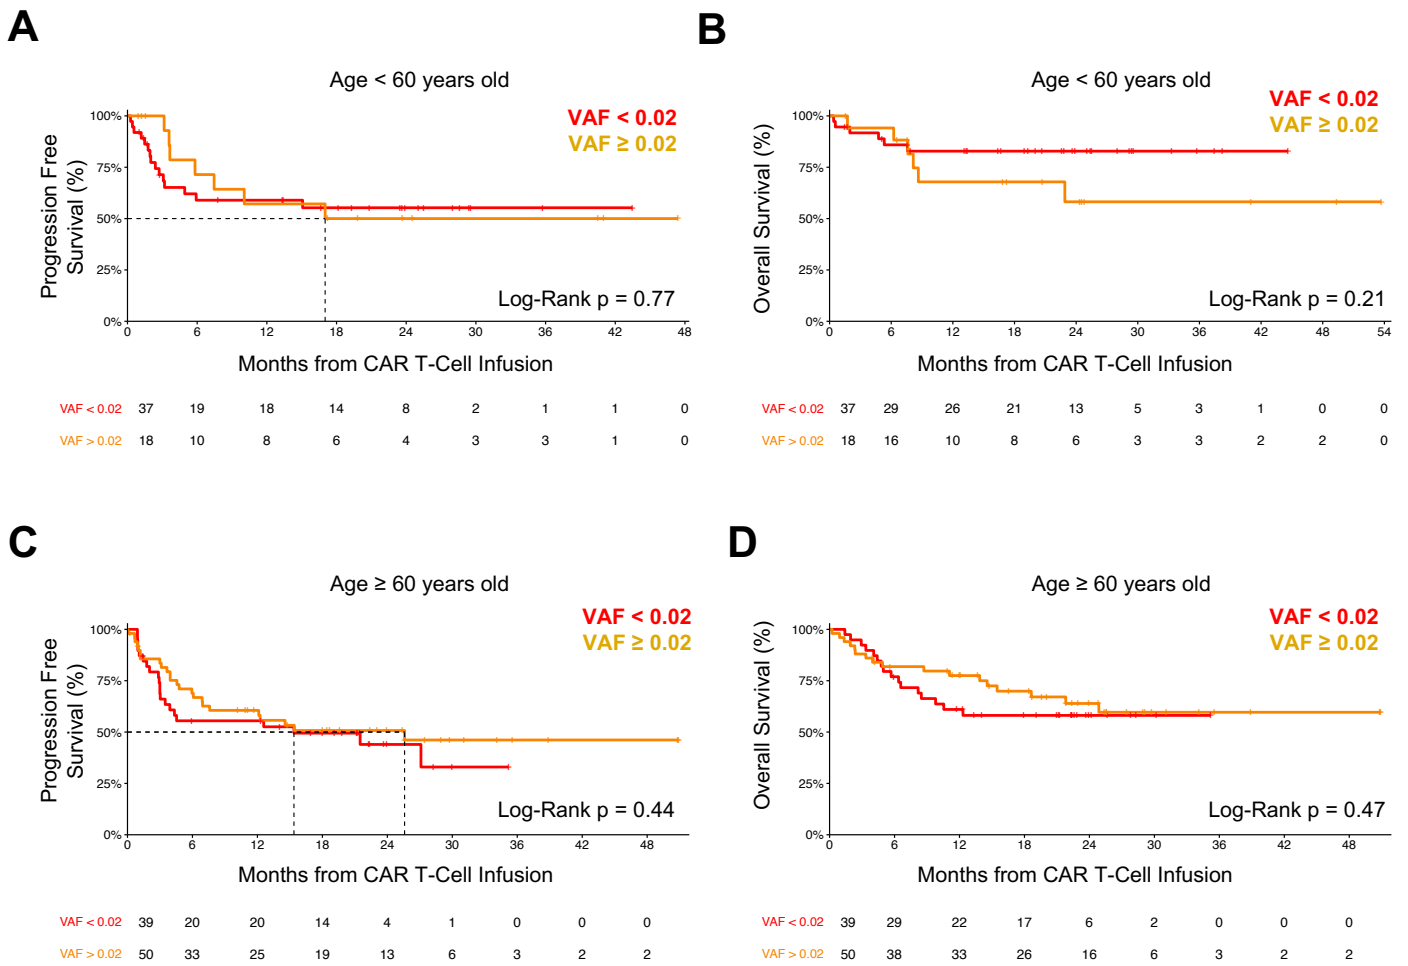 A
Age < 60 years old
VAF < 0.02
VAF ≥ 0.02
Progression Free
Survival (%)
100%
75%
50%
25%
0%
Log-Rank p = 0.77
0 6 12 18 24 30 36 42 48
Months from CAR T-Cell Infusion
VAF < 0.02 37 19 18 14 8 2 1 1 0
VAF > 0.02 18 10 8 6 4 3 3 1 0
B
Age < 60 years old
VAF < 0.02
VAF ≥ 0.02
Overall Survival (%)
100%
75%
50%
25%
0%
Log-Rank p = 0.21
0 6 12 18 24 30 36 42 48 54
Months from CAR T-Cell Infusion
VAF < 0.02 37 29 26 21 13 5 3 1 0 0
VAF > 0.02 18 16 10 8 6 3 3 2 2 0
C
Age ≥ 60 years old
VAF < 0.02
VAF ≥ 0.02
Progression Free
Survival (%)
100%
75%
50%
25%
0%
Log-Rank p = 0.44
0 6 12 18 24 30 36 42 48
Months from CAR T-Cell Infusion
VAF < 0.02 39 20 20 14 4 1 0 0 0
VAF > 0.02 50 33 25 19 13 6 3 2 2
D
Age ≥ 60 years old
VAF < 0.02
VAF ≥ 0.02
Overall Survival (%)
100%
75%
50%
25%
0%
Log-Rank p = 0.47
0 6 12 18 24 30 36 42 48
Months from CAR T-Cell Infusion
VAF < 0.02 39 29 22 17 6 2 0 0 0
VAF > 0.02 50 38 33 26 16 6 3 2 2